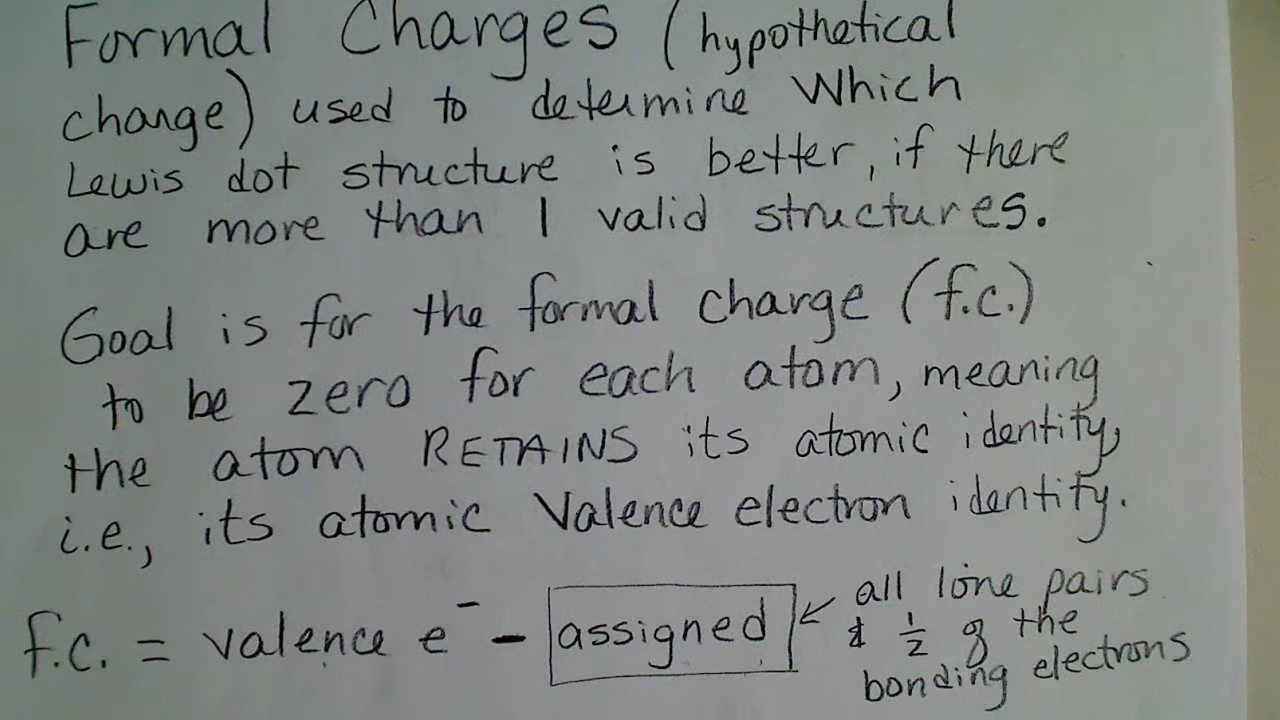 Formal Charges (hypothetical
change) used to determine Which
Lewis dot structure is better, if there
are more than 1 valid structures.
Goal is for the formal charge (f.c.)
to be zero for each atom, meaning
the atom RETAINS its atomic identity,
i.e., its atomic Valence electron identity.
f.c. = valence e⁻ - assigned ← all lone pairs
& 1/2 of the
bonding electrons